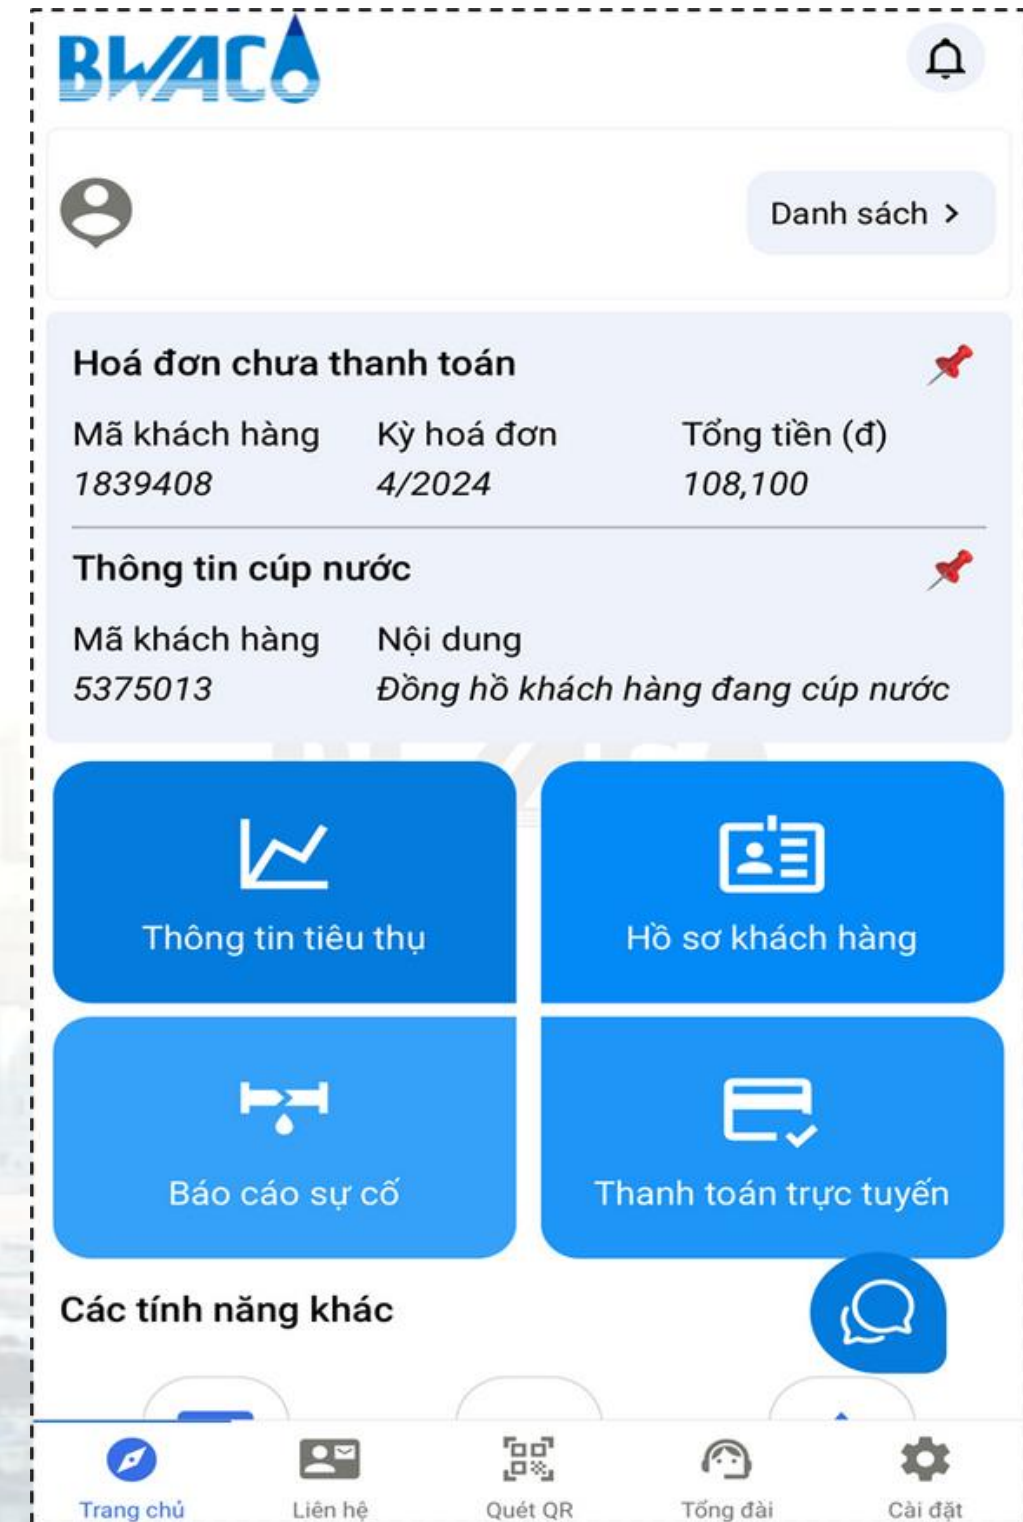 BWACO
Danh sách >
Hoá đơn chưa thanh toán
Mã khách hàng Kỳ hoá đơn Tổng tiền (đ)
1839408 4/2024 108,100
Thông tin cúp nước
Mã khách hàng Nội dung
5375013 Đồng hồ khách hàng đang cúp nước
Thông tin tiêu thụ Hồ sơ khách hàng
Báo cáo sự cố Thanh toán trực tuyến
Các tính năng khác
Trang chủ Liên hệ Quét QR Tổng đài Cài đặt